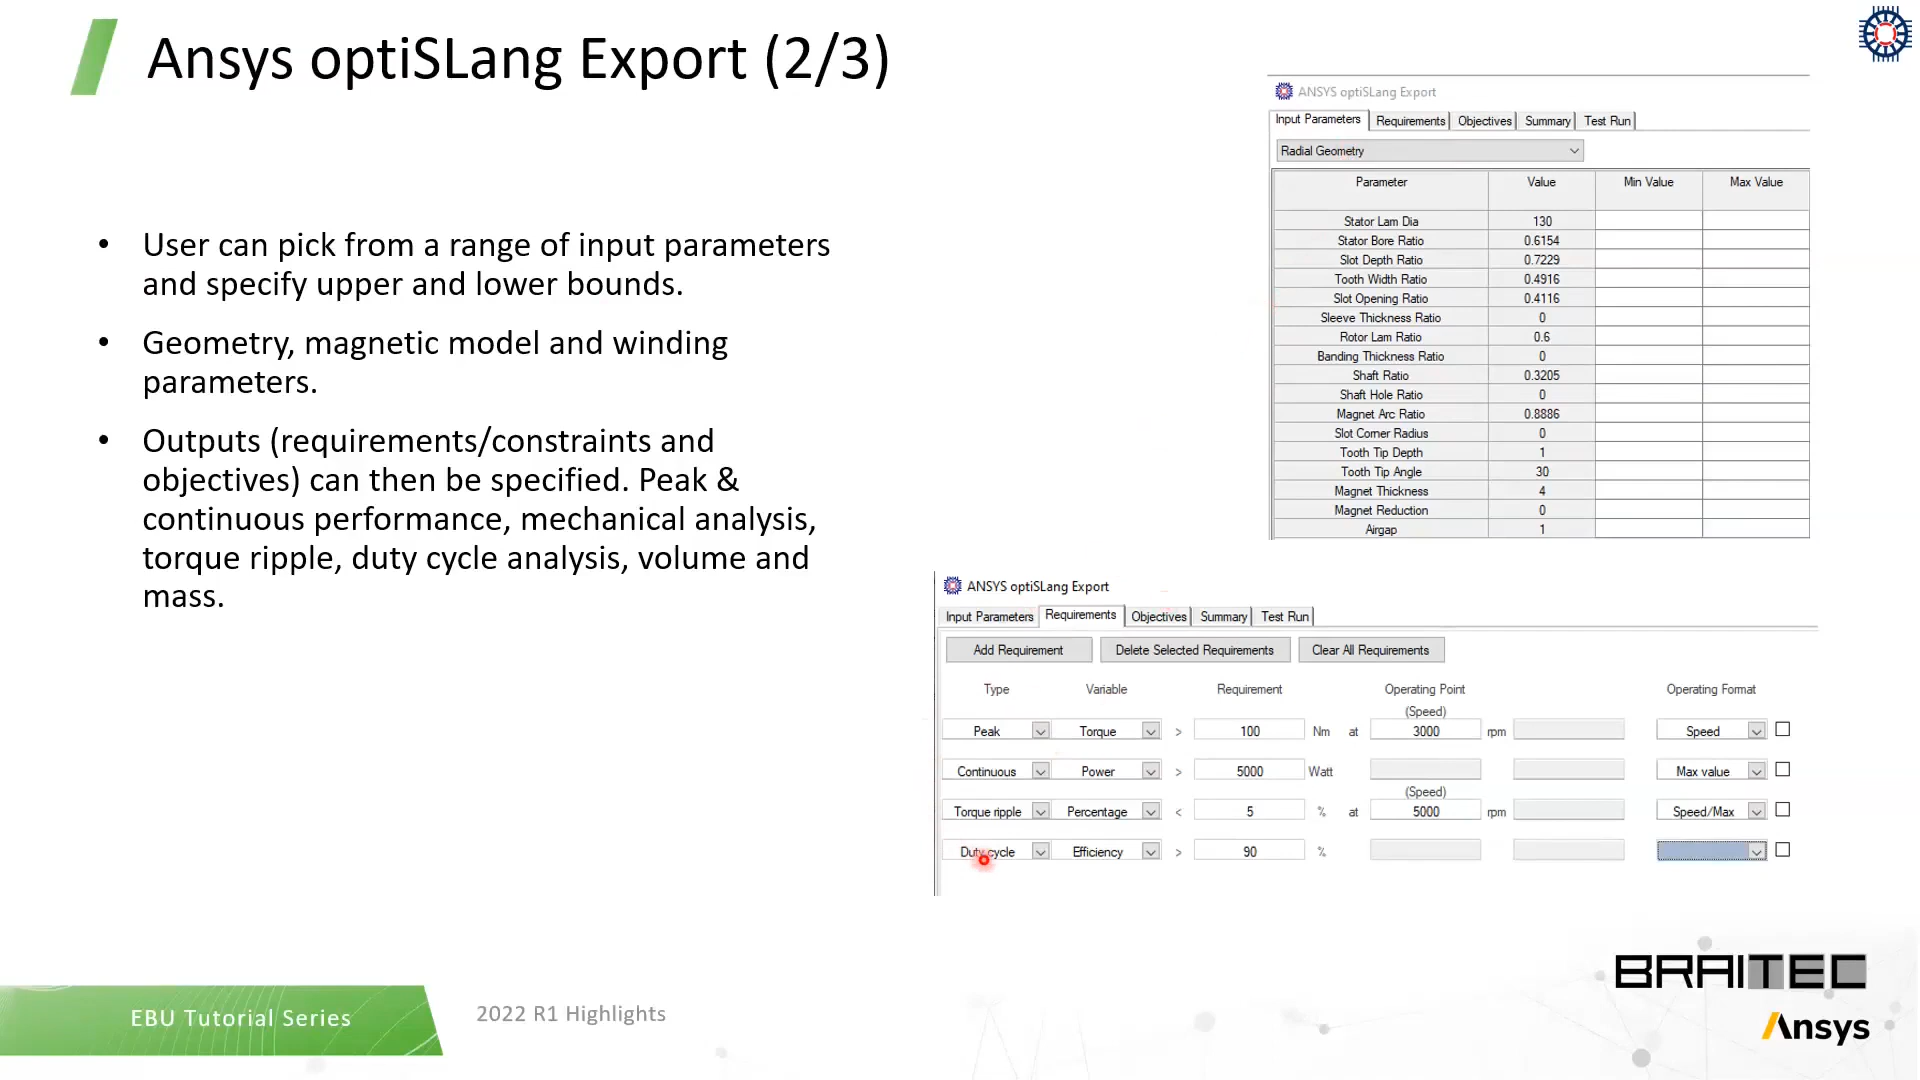 Ansys optiSLang Export (2/3)
• User can pick from a range of input parameters
and specify upper and lower bounds.
• Geometry, magnetic model and winding
parameters.
• Outputs (requirements/constraints and
objectives) can then be specified. Peak &
continuous performance, mechanical analysis,
torque ripple, duty cycle analysis, volume and
mass.
ANSYS optiSLang Export
Input Parameters Requirements Objectives Summary Test Run
Radial Geometry
Parameter Value Min Value Max Value
Stator Lam Dia 130
Stator Bore Ratio 0.6154
Slot Depth Ratio 0.7229
Tooth Width Ratio 0.4916
Slot Opening Ratio 0.4116
Sleeve Thickness Ratio 0
Rotor Lam Ratio 0.6
Banding Thickness Ratio 0
Shaft Ratio 0.3205
Shaft Hole Ratio 0
Magnet Arc Ratio 0.8886
Slot Corner Radius 0
Tooth Tip Depth 1
Tooth Tip Angle 30
Magnet Thickness 4
Magnet Reduction 0
Airgap 1
ANSYS optiSLang Export
Input Parameters Requirements Objectives Summary Test Run
Add Requirement Delete Selected Requirements Clear All Requirements
Type Variable Requirement Operating Point Operating Format
(Speed)
Peak Torque > 100 Nm at 3000 rpm Speed
Continuous Power > 5000 Watt Max value
(Speed)
Torque ripple Percentage < 5 % at 5000 rpm Speed/Max
Duty cycle Efficiency > 90 %
EBU Tutorial Series
2022 R1 Highlights
BRAITEC
Ansys